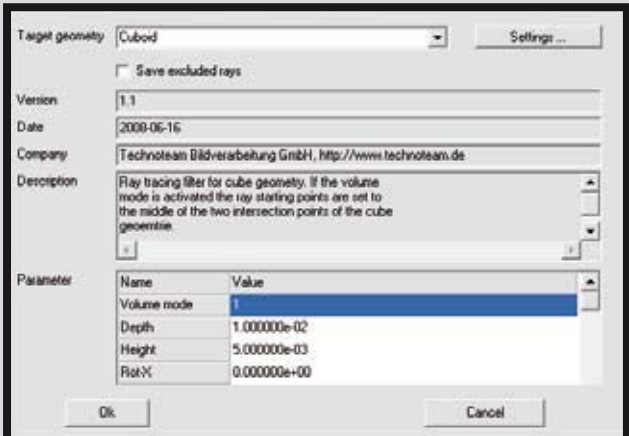 Target geometry Cuboid Settings ...
Save excluded rays
Version 1.1
Date 2008-06-16
Company Technoteam Bildverarbeitung GmbH, http://www.technoteam.de
Description Ray tracing filter for cube geometry. If the volume
mode is activated the ray starting points are set to
the middle of the two intersection points of the cube
geoemtrie.
Parameter Name Value
Volume mode 1
Depth 1.000000e-02
Height 5.000000e-03
Rot-X 0.000000e+00
Ok Cancel